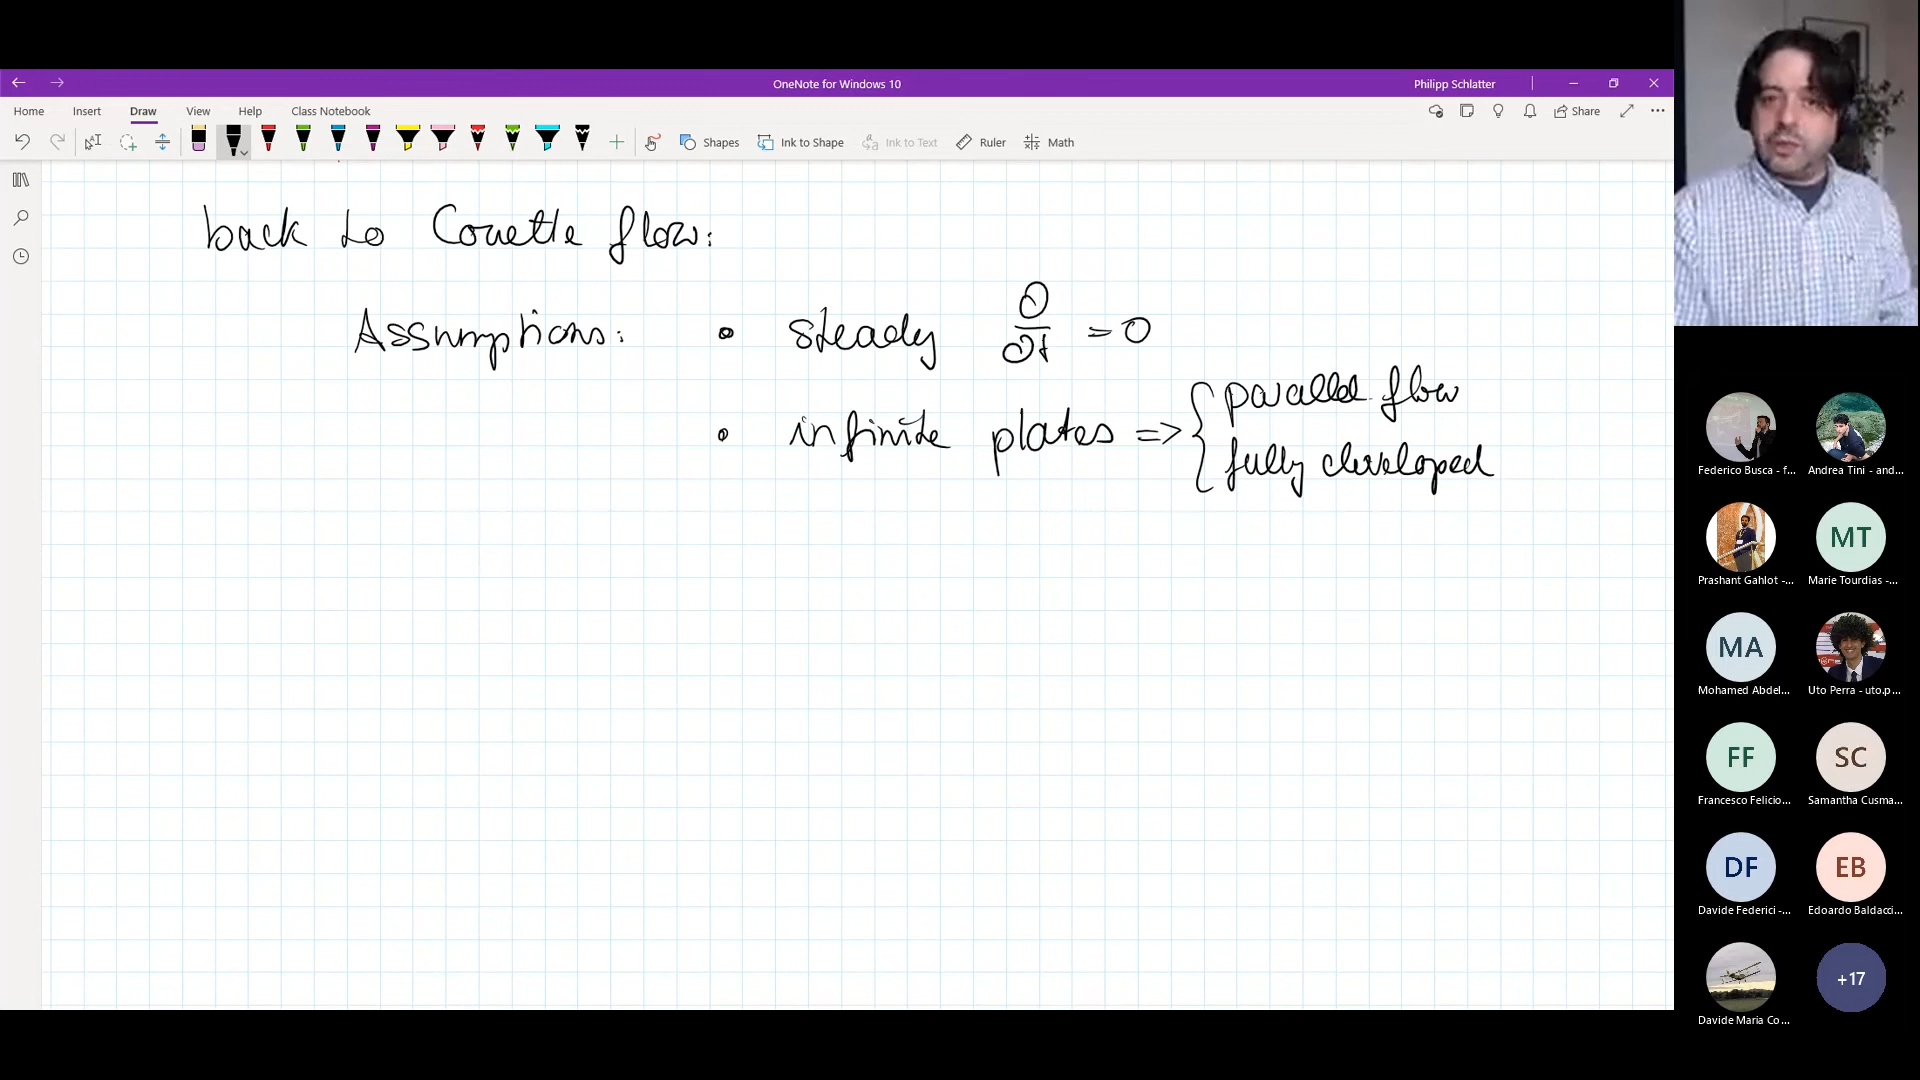 OneNote for Windows 10
Philipp Schlatter
Home Insert Draw View Help Class Notebook
Share
Shapes Ink to Shape Ink to Text Ruler Math
back to Couette flow:
Assumptions: • steady ∂/∂t = 0
• infinite plates => { parallel flow
fully developed
Federico Busca - f... Andrea Tini - and...
MT
Prashant Gahlot -... Marie Tourdias -...
MA
Mohamed Abdel... Uto Perra - uto.p...
FF SC
Francesco Felicio... Samantha Cusma...
DF EB
Davide Federici -... Edoardo Baldacci...
+17
Davide Maria Co...